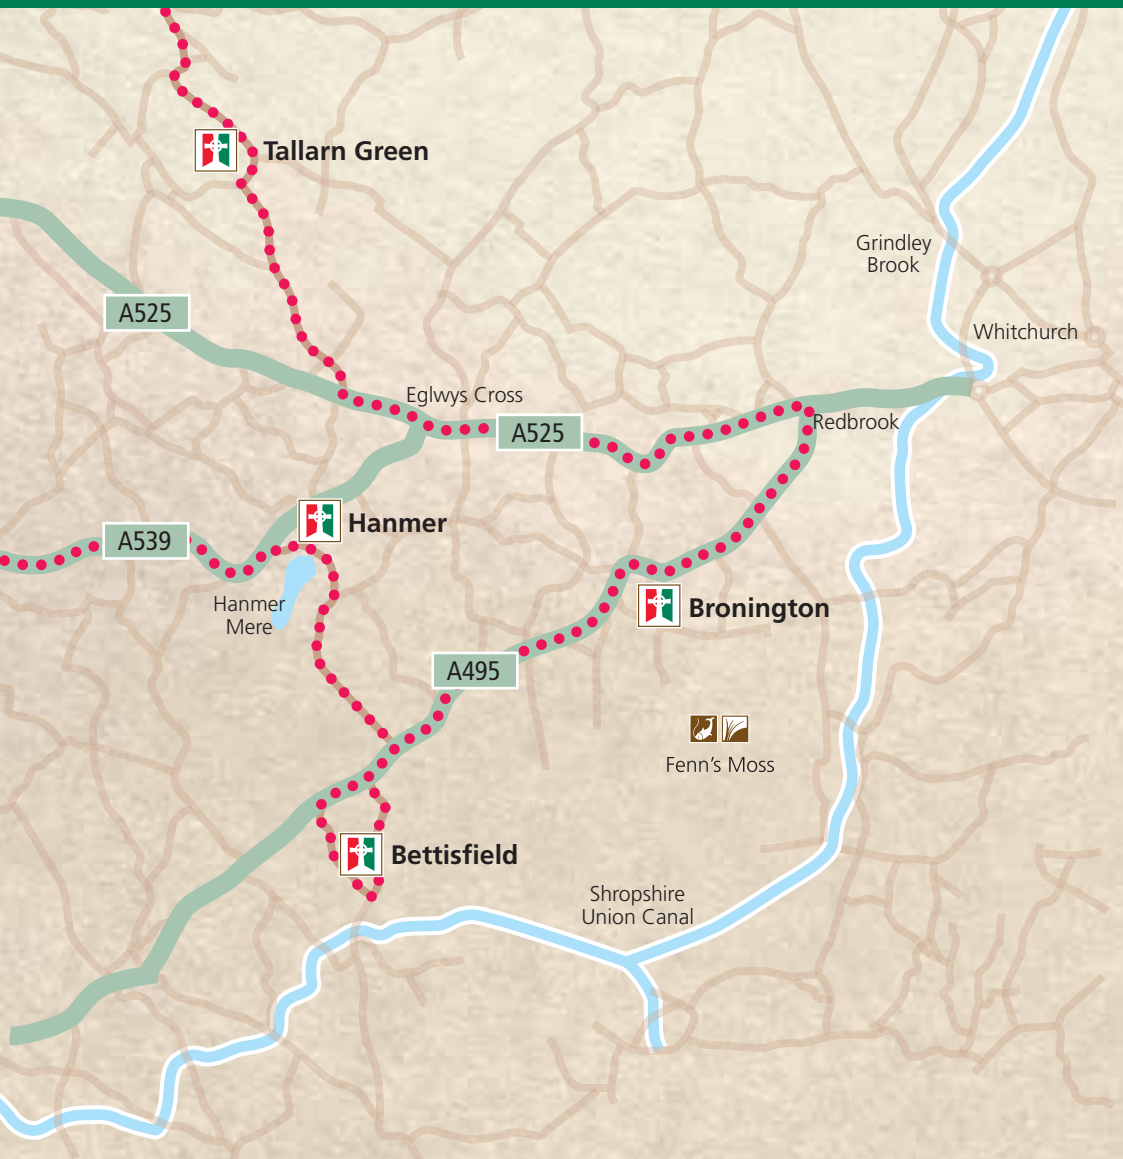 Tallarn Green
Grindley
Brook
A525
Whitchurch
Eglwys Cross
Redbrook
A525
Hanmer
A539
Hanmer
Mere
Bronington
A495
Fenn's Moss
Bettisfield
Shropshire
Union Canal